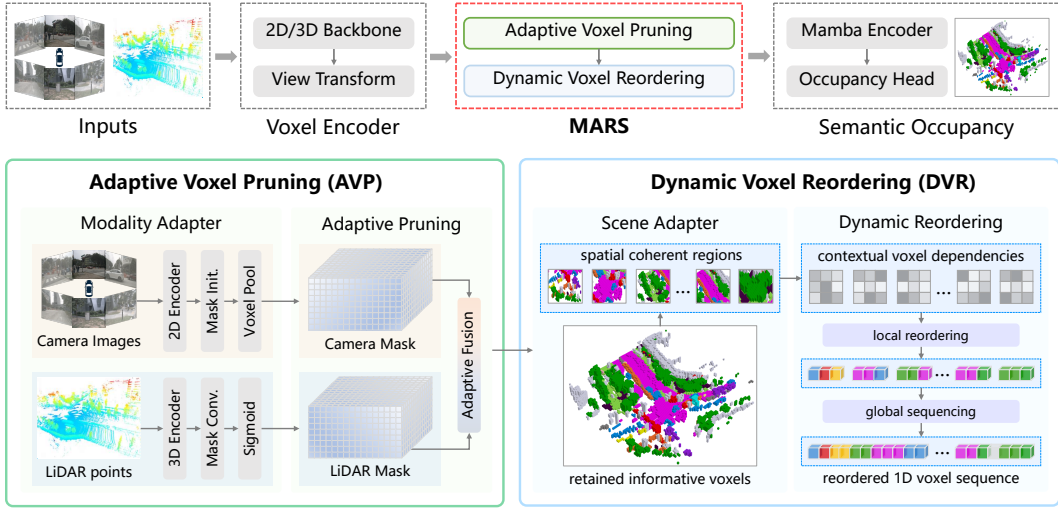 2D/3D Backbone
View Transform
Adaptive Voxel Pruning
Dynamic Voxel Reordering
Mamba Encoder
Occupancy Head
Inputs
Voxel Encoder
MARS
Semantic Occupancy
Adaptive Voxel Pruning (AVP)
Modality Adapter
Adaptive Pruning
2D Encoder
Mask Init.
Voxel Pool
Camera Images
Camera Mask
3D Encoder
Mask Conv.
Sigmoid
LiDAR points
LiDAR Mask
Adaptive Fusion
Dynamic Voxel Reordering (DVR)
Scene Adapter
spatial coherent regions
...
retained informative voxels
Dynamic Reordering
contextual voxel dependencies
...
local reordering
...
global sequencing
...
reordered 1D voxel sequence